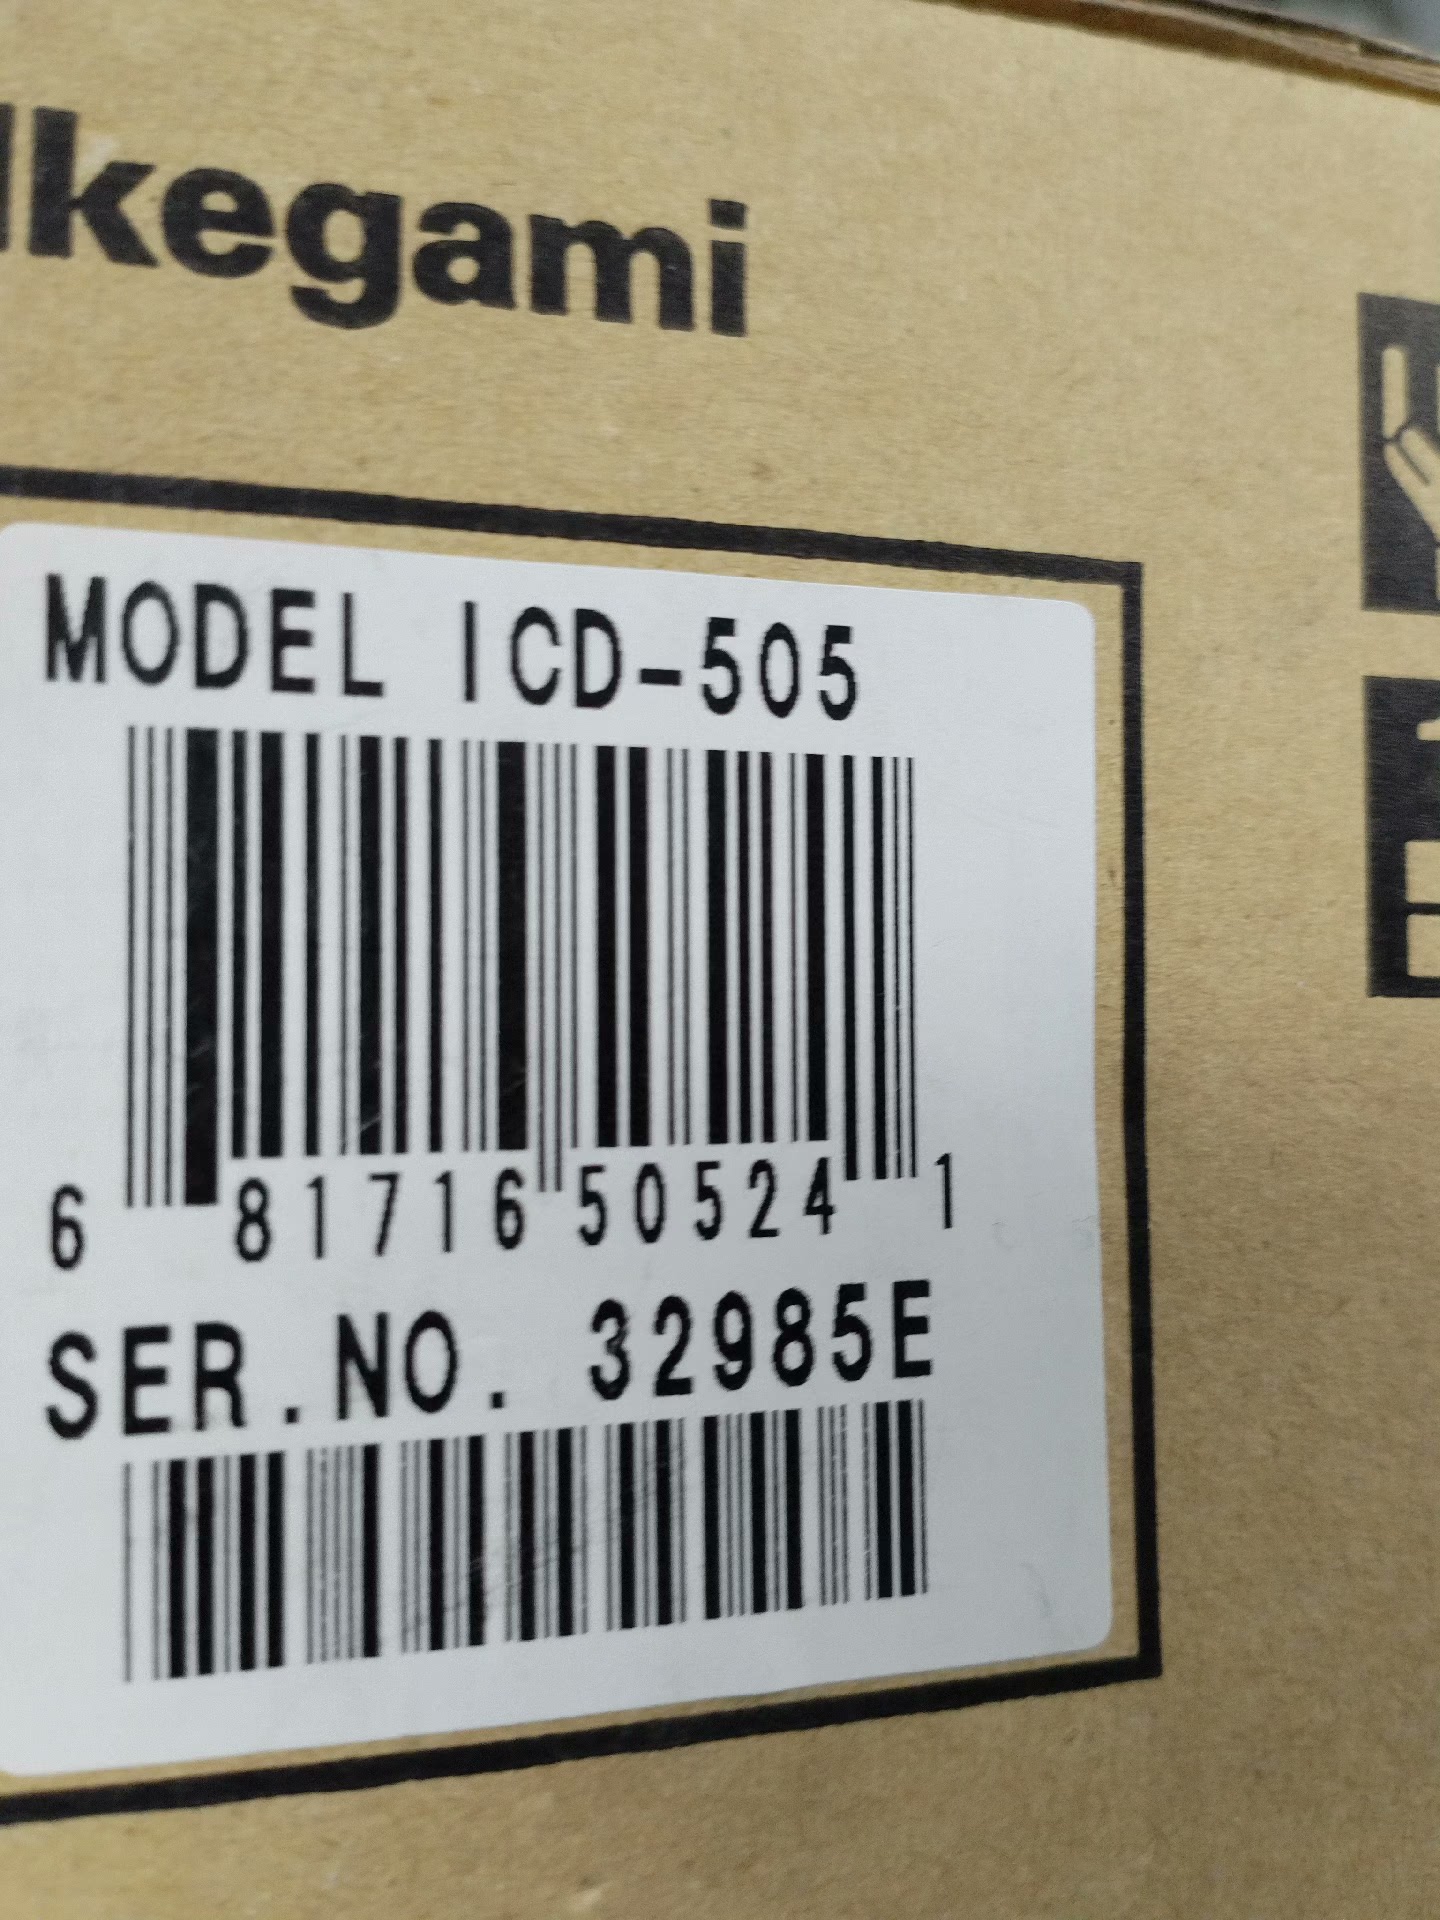 Ikegami
MODEL ICD-505
6 81716 50524 1
SER.NO. 32985E